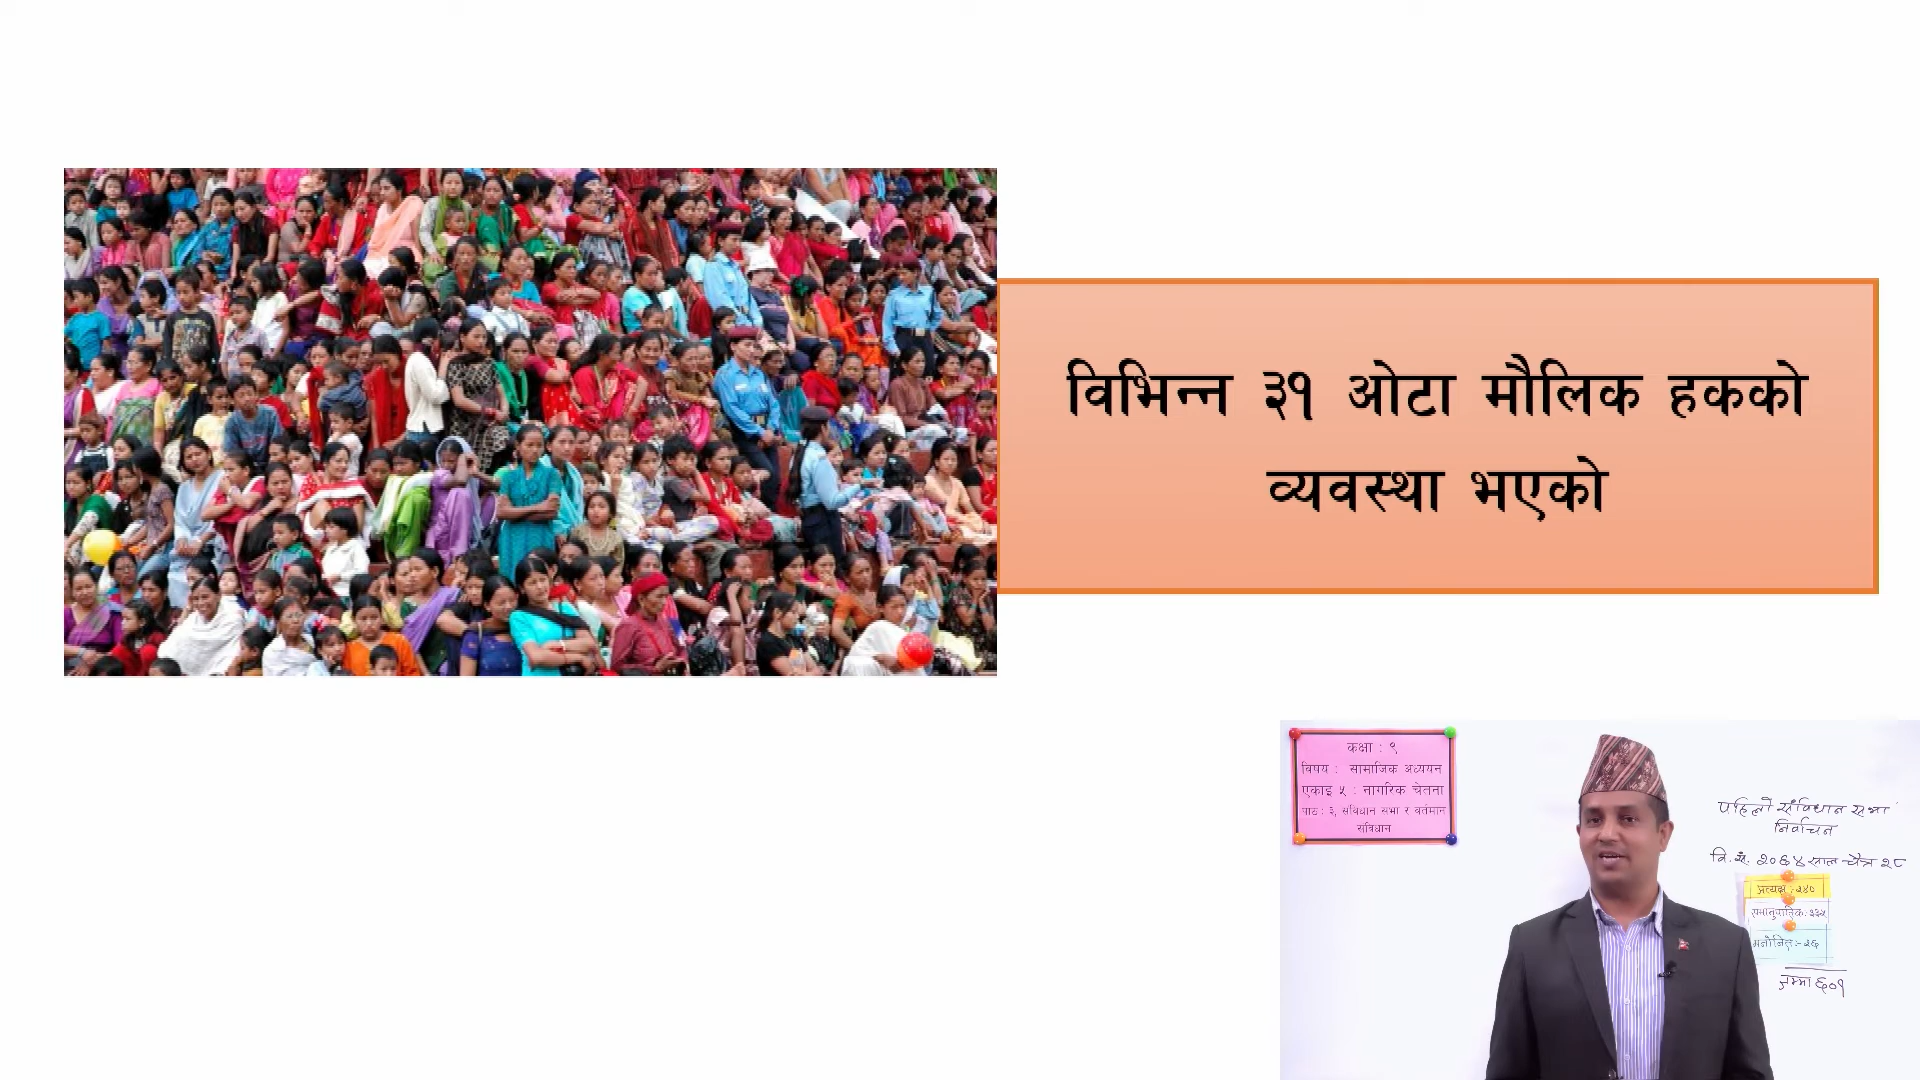 विभिन्न ३१ ओटा मौलिक हकको
व्यवस्था भएको
कक्षा : ९
विषय : सामाजिक अध्ययन
एकाइ ५ : नागरिक चेतना
पाठ : ३, संविधान सभा र वर्तमान
संविधान
पहिलो संविधान सभा
निर्वाचन
वि.सं. २०६४ साल चैत्र २८
प्रत्यक्ष : २४०
समानुपातिक : ३३५
मनोनित :- २६
जम्मा ६०१